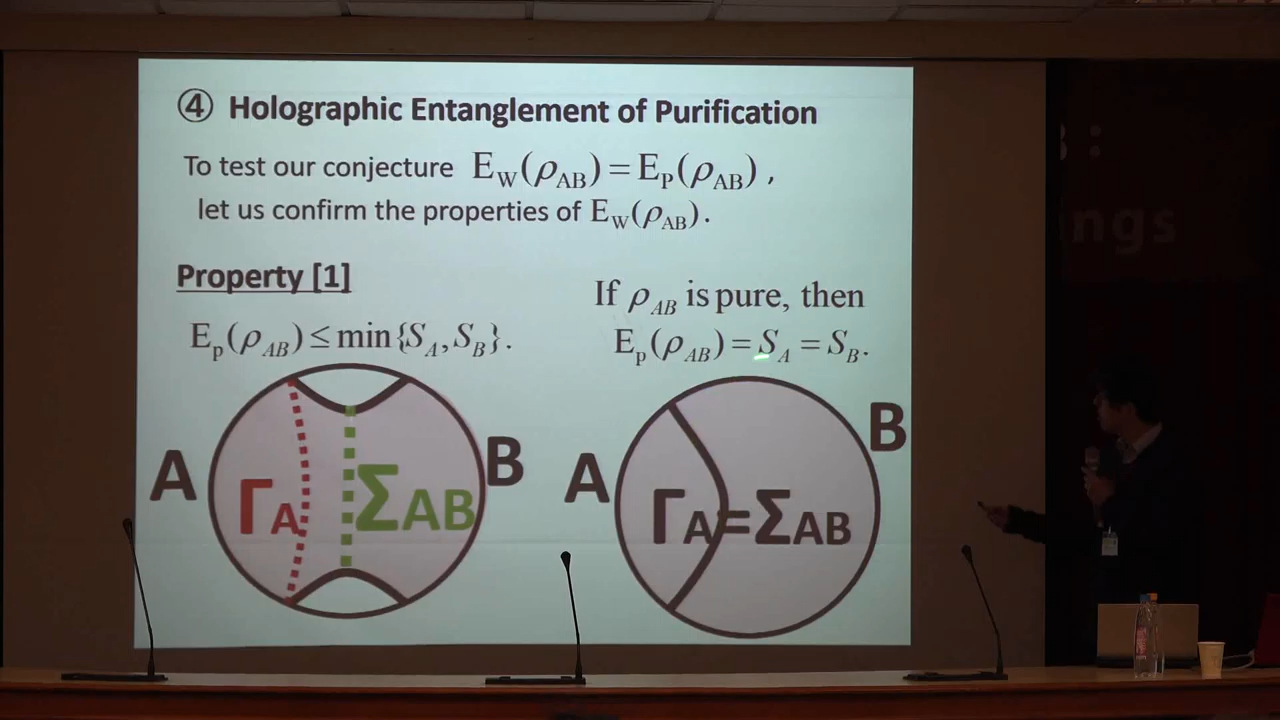 ④ Holographic Entanglement of Purification
To test our conjecture E_W(ρ_AB) = E_P(ρ_AB) ,
let us confirm the properties of E_W(ρ_AB) .
Property [1]
E_p(ρ_AB) ≤ min{S_A, S_B}.
If ρ_AB is pure, then
E_p(ρ_AB) = S_A = S_B.
A
Γ_A
Σ_AB
B
A
Γ_A=Σ_AB
B
ngs